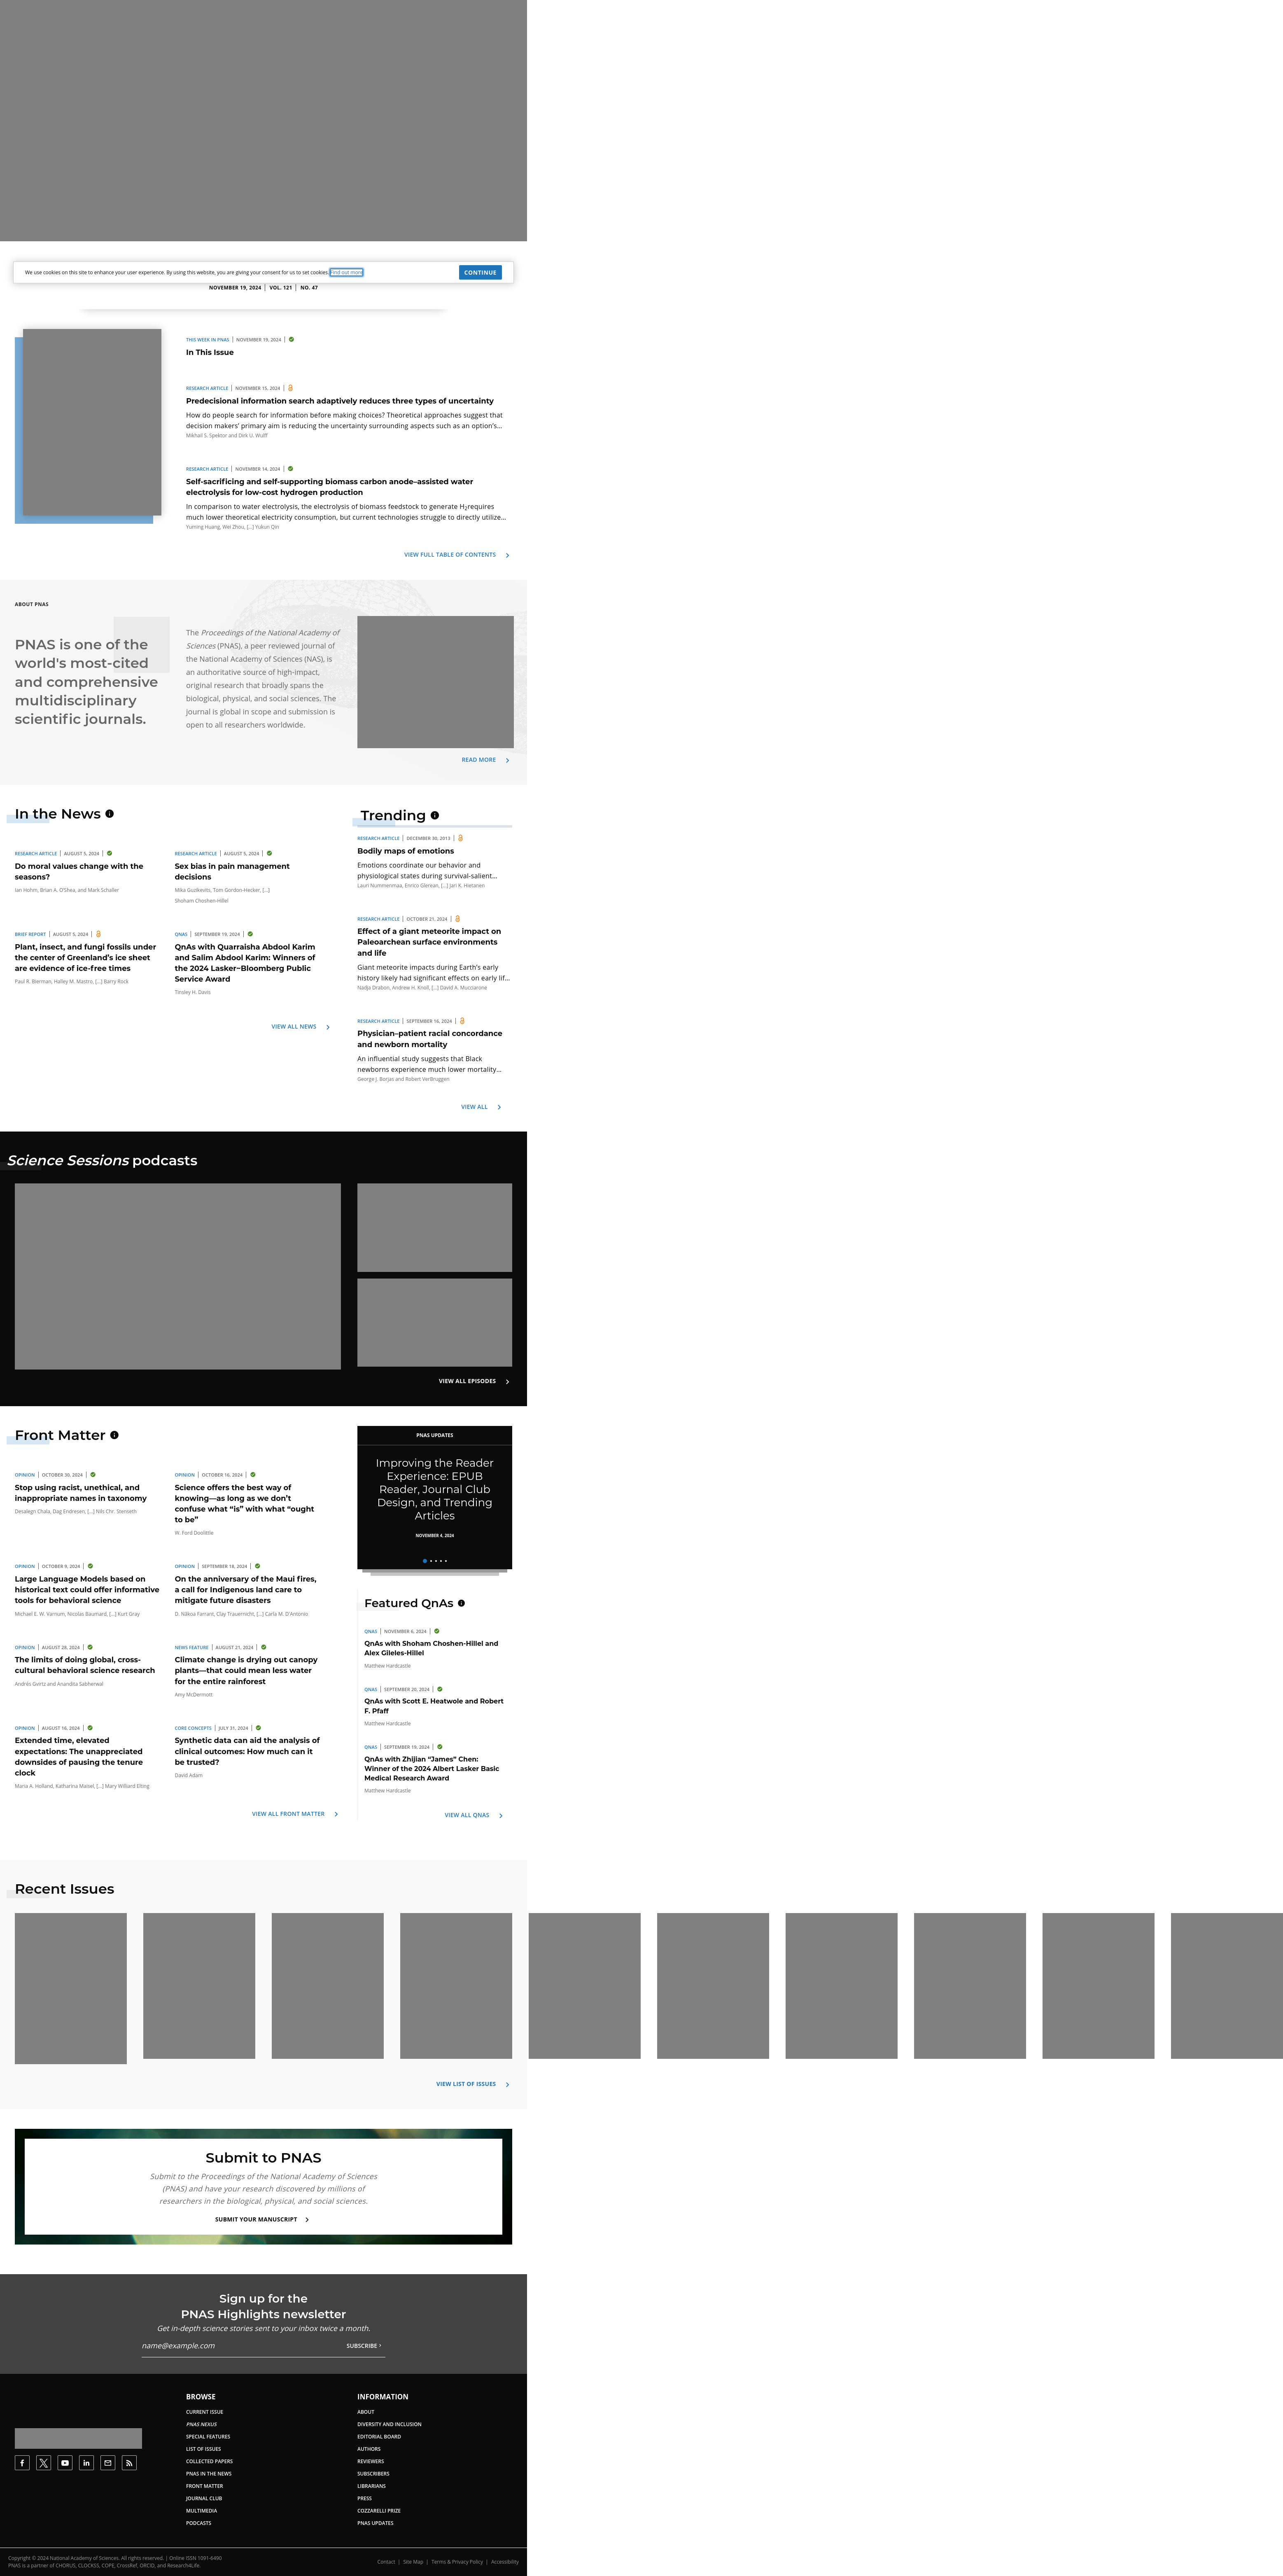 We use cookies on this site to enhance your user experience. By using this website, you are giving your consent for us to set cookies. Find out more
CONTINUE
NOVEMBER 19, 2024 | VOL. 121 | NO. 47
THIS WEEK IN PNAS | NOVEMBER 19, 2024 |
In This Issue
RESEARCH ARTICLE | NOVEMBER 15, 2024 |
Predecisional information search adaptively reduces three types of uncertainty
How do people search for information before making choices? Theoretical approaches suggest that
decision makers’ primary aim is reducing the uncertainty surrounding aspects such as an option’s...
Mikhail S. Spektor and Dirk U. Wulff
RESEARCH ARTICLE | NOVEMBER 14, 2024 |
Self-sacrificing and self-supporting biomass carbon anode–assisted water
electrolysis for low-cost hydrogen production
In comparison to water electrolysis, the electrolysis of biomass feedstock to generate H2requires
much lower electricity consumption, but current technologies struggle to directly utilize...
Yuming Huang, Wei Zhou, [...] Yukun Qin
VIEW FULL TABLE OF CONTENTS
ABOUT PNAS
PNAS is one of the
world's most-cited
and comprehensive
multidisciplinary
scientific journals.
The Proceedings of the National Academy of
Sciences (PNAS), a peer reviewed journal of
the National Academy of Sciences (NAS), is
an authoritative source of high-impact,
original research that broadly spans the
biological, physical, and social sciences. The
journal is global in scope and submission is
open to all researchers worldwide.
READ MORE
In the News
RESEARCH ARTICLE | AUGUST 5, 2024 |
Do moral values change with the
seasons?
Ian Hohm, Brian A. O’Shea, and Mark Schaller
RESEARCH ARTICLE | AUGUST 5, 2024 |
Sex bias in pain management
decisions
Mika Guzikevits, Tom Gordon-Hecker, [...]
Shoham Choshen-Hillel
BRIEF REPORT | AUGUST 5, 2024 |
Plant, insect, and fungi fossils under
the center of Greenland’s ice sheet
are evidence of ice-free times
Paul R. Bierman, Halley M. Mastro, [...] Barry Rock
QNAS | SEPTEMBER 19, 2024 |
QnAs with Quarraisha Abdool Karim
and Salim Abdool Karim: Winners of
the 2024 Lasker~Bloomberg Public
Service Award
Tinsley H. Davis
VIEW ALL NEWS
Trending
RESEARCH ARTICLE | DECEMBER 30, 2013 |
Bodily maps of emotions
Emotions coordinate our behavior and
physiological states during survival-salient...
Lauri Nummenmaa, Enrico Glerean, [...] Jari K. Hietanen
RESEARCH ARTICLE | OCTOBER 21, 2024 |
Effect of a giant meteorite impact on
Paleoarchean surface environments
and life
Giant meteorite impacts during Earth’s early
history likely had significant effects on early lif...
Nadja Drabon, Andrew H. Knoll, [...] David A. Mucciarone
RESEARCH ARTICLE | SEPTEMBER 16, 2024 |
Physician–patient racial concordance
and newborn mortality
An influential study suggests that Black
newborns experience much lower mortality...
George J. Borjas and Robert VerBruggen
VIEW ALL
Science Sessions podcasts
VIEW ALL EPISODES
Front Matter
OPINION | OCTOBER 30, 2024 |
Stop using racist, unethical, and
inappropriate names in taxonomy
Desalegn Chala, Dag Endresen, [...] Nils Chr. Stenseth
OPINION | OCTOBER 16, 2024 |
Science offers the best way of
knowing—as long as we don’t
confuse what “is” with what “ought
to be”
W. Ford Doolittle
OPINION | OCTOBER 9, 2024 |
Large Language Models based on
historical text could offer informative
tools for behavioral science
Michael E. W. Varnum, Nicolas Baumard, [...] Kurt Gray
OPINION | SEPTEMBER 18, 2024 |
On the anniversary of the Maui fires,
a call for Indigenous land care to
mitigate future disasters
D. Nākoa Farrant, Clay Trauernicht, [...] Carla M. D'Antonio
OPINION | AUGUST 28, 2024 |
The limits of doing global, cross-
cultural behavioral science research
Andrés Gvirtz and Anandita Sabherwal
NEWS FEATURE | AUGUST 21, 2024 |
Climate change is drying out canopy
plants—that could mean less water
for the entire rainforest
Amy McDermott
OPINION | AUGUST 16, 2024 |
Extended time, elevated
expectations: The unappreciated
downsides of pausing the tenure
clock
Maria A. Holland, Katharina Maisel, [...] Mary Williard Elting
CORE CONCEPTS | JULY 31, 2024 |
Synthetic data can aid the analysis of
clinical outcomes: How much can it
be trusted?
David Adam
VIEW ALL FRONT MATTER
PNAS UPDATES
Improving the Reader
Experience: EPUB
Reader, Journal Club
Design, and Trending
Articles
NOVEMBER 4, 2024
Featured QnAs
QNAS | NOVEMBER 6, 2024 |
QnAs with Shoham Choshen-Hillel and
Alex Gileles-Hillel
Matthew Hardcastle
QNAS | SEPTEMBER 20, 2024 |
QnAs with Scott E. Heatwole and Robert
F. Pfaff
Matthew Hardcastle
QNAS | SEPTEMBER 19, 2024 |
QnAs with Zhijian “James” Chen:
Winner of the 2024 Albert Lasker Basic
Medical Research Award
Matthew Hardcastle
VIEW ALL QNAS
Recent Issues
VIEW LIST OF ISSUES
Submit to PNAS
Submit to the Proceedings of the National Academy of Sciences
(PNAS) and have your research discovered by millions of
researchers in the biological, physical, and social sciences.
SUBMIT YOUR MANUSCRIPT
Sign up for the
PNAS Highlights newsletter
Get in-depth science stories sent to your inbox twice a month.
name@example.com
SUBSCRIBE
BROWSE
CURRENT ISSUE
PNAS NEXUS
SPECIAL FEATURES
LIST OF ISSUES
COLLECTED PAPERS
PNAS IN THE NEWS
FRONT MATTER
JOURNAL CLUB
MULTIMEDIA
PODCASTS
INFORMATION
ABOUT
DIVERSITY AND INCLUSION
EDITORIAL BOARD
AUTHORS
REVIEWERS
SUBSCRIBERS
LIBRARIANS
PRESS
COZZARELLI PRIZE
PNAS UPDATES
Copyright © 2024 National Academy of Sciences. All rights reserved. | Online ISSN 1091-6490
PNAS is a partner of CHORUS, CLOCKSS, COPE, CrossRef, ORCID, and Research4Life.
Contact | Site Map | Terms & Privacy Policy | Accessibility